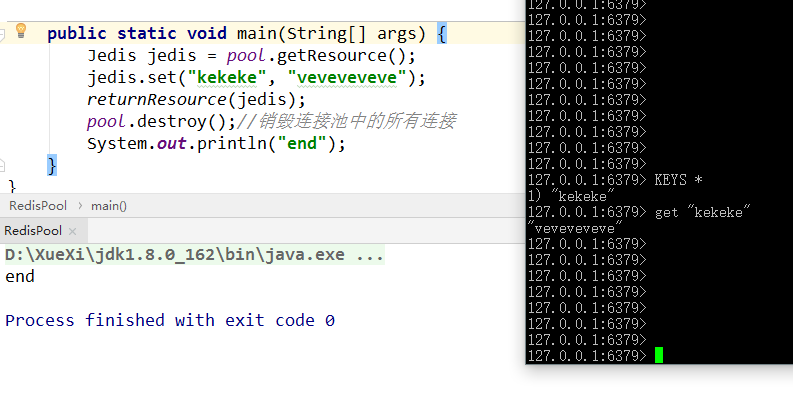 public static void main(String[] args) {
Jedis jedis = pool.getResource();
jedis.set("kekeke", "veveveveve");
returnResource(jedis);
pool.destroy();//销毁连接池中的所有连接
System.out.println("end");
}
}
RedisPool
main()
RedisPool
D:\XueXi\jdk1.8.0_162\bin\java.exe ...
end
Process finished with exit code 0
127.0.0.1:6379>
127.0.0.1:6379>
127.0.0.1:6379>
127.0.0.1:6379>
127.0.0.1:6379>
127.0.0.1:6379>
127.0.0.1:6379>
127.0.0.1:6379>
127.0.0.1:6379>
127.0.0.1:6379>
127.0.0.1:6379>
127.0.0.1:6379> KEYS *
1) "kekeke"
127.0.0.1:6379> get "kekeke"
"veveveveve"
127.0.0.1:6379>
127.0.0.1:6379>
127.0.0.1:6379>
127.0.0.1:6379>
127.0.0.1:6379>
127.0.0.1:6379>
127.0.0.1:6379>
127.0.0.1:6379>